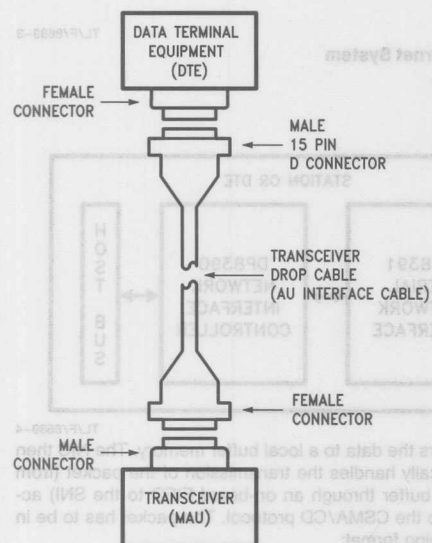 DATA TERMINAL
EQUIPMENT
(DTE)
FEMALE
CONNECTOR
MALE
15 PIN
D CONNECTOR
TRANSCEIVER
DROP CABLE
(AU INTERFACE CABLE)
FEMALE
CONNECTOR
MALE
CONNECTOR
TRANSCEIVER
(MAU)